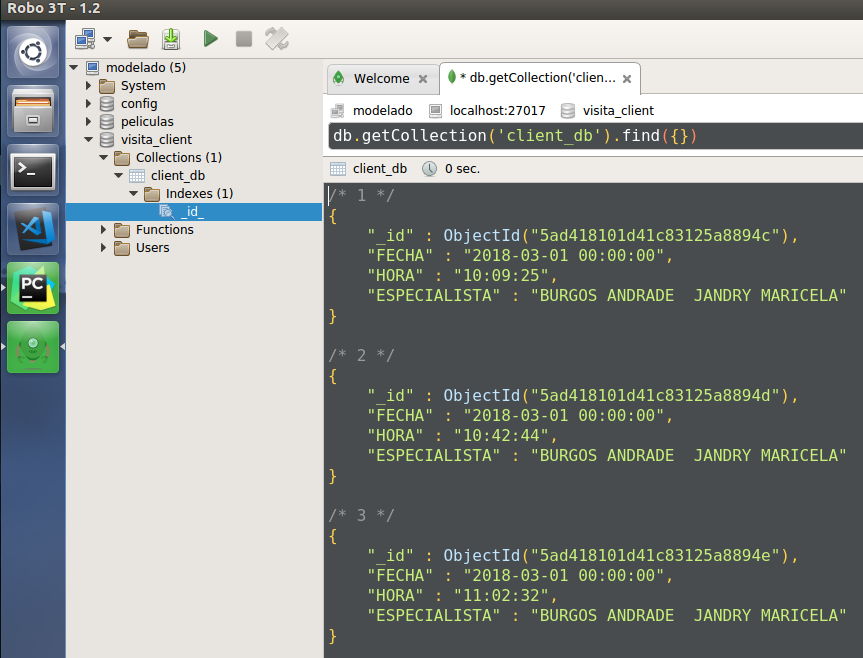 Robo 3T - 1.2
modelado (5)
System
config
peliculas
visita_client
Collections (1)
client_db
Indexes (1)
_id_
Functions
Users
PC
Welcome
* db.getCollection('clien...
modelado localhost:27017 visita_client
db.getCollection('client_db').find({})
client_db 0 sec.
/* 1 */
{
"_id" : ObjectId("5ad418101d41c83125a8894c"),
"FECHA" : "2018-03-01 00:00:00",
"HORA" : "10:09:25",
"ESPECIALISTA" : "BURGOS ANDRADE  JANDRY MARICELA"
}
/* 2 */
{
"_id" : ObjectId("5ad418101d41c83125a8894d"),
"FECHA" : "2018-03-01 00:00:00",
"HORA" : "10:42:44",
"ESPECIALISTA" : "BURGOS ANDRADE  JANDRY MARICELA"
}
/* 3 */
{
"_id" : ObjectId("5ad418101d41c83125a8894e"),
"FECHA" : "2018-03-01 00:00:00",
"HORA" : "11:02:32",
"ESPECIALISTA" : "BURGOS ANDRADE  JANDRY MARICELA"
}